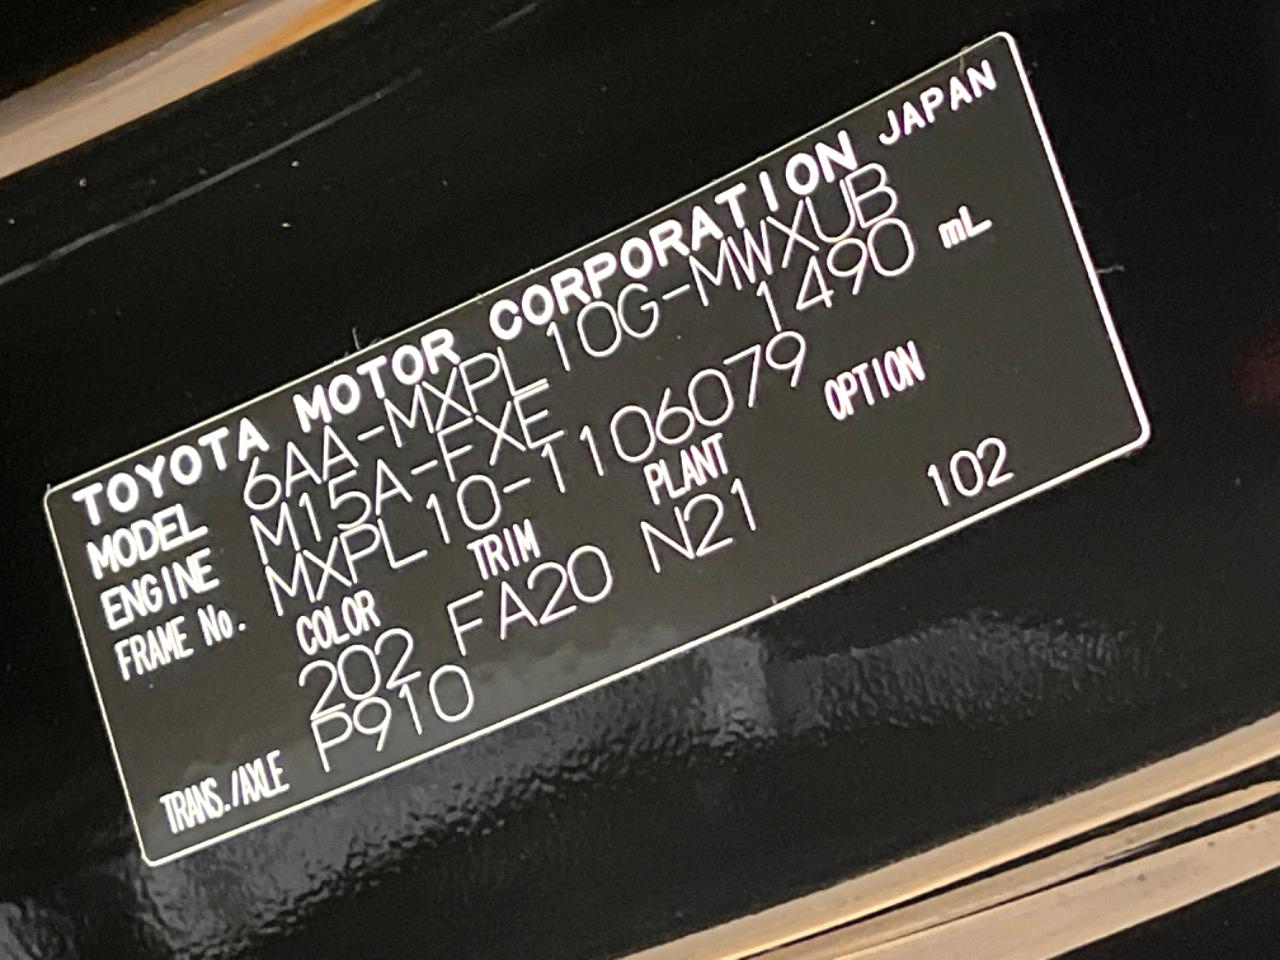 TOYOTA MOTOR CORPORATION JAPAN
MODEL 6AA-MXPL10G-MWXUB
ENGINE M15A-FXE 1490 mL
FRAME No. MXPL10-1106079
COLOR TRIM PLANT OPTION
202 FA20 N21 102
TRANS./AXLE P910